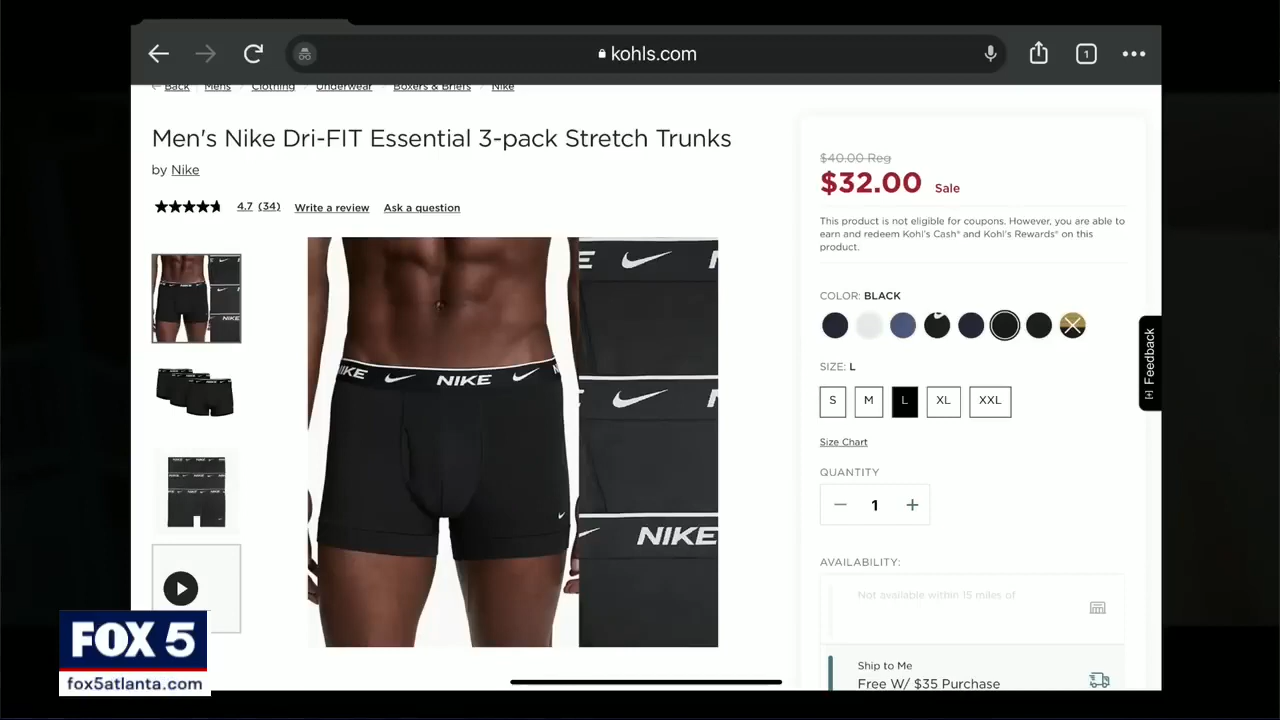 kohls.com
1
Back Mens Clothing Underwear Boxers & Briefs Nike
Men's Nike Dri-FIT Essential 3-pack Stretch Trunks
by Nike
4.7 (34) Write a review Ask a question
$40.00 Reg
$32.00 Sale
This product is not eligible for coupons. However, you are able to
earn and redeem Kohl's Cash® and Kohl's Rewards® on this
product.
COLOR: BLACK
SIZE: L
S M L XL XXL
Size Chart
QUANTITY
− 1 +
AVAILABILITY:
Not available within 15 miles of
Ship to Me
Free W/ $35 Purchase
[+] Feedback
NIKE
NIKE
NIKE
FOX 5
fox5atlanta.com